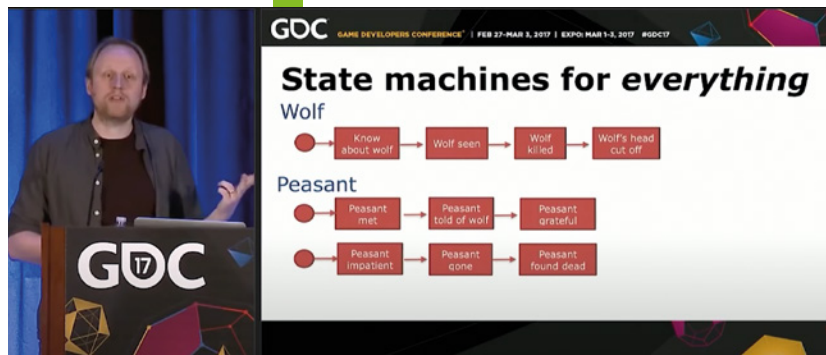 GDC GAME DEVELOPERS CONFERENCE® | FEB 27-MAR 3, 2017 | EXPO: MAR 1-3, 2017 #GDC17
State machines for everything
Wolf
Know
about wolf
Wolf seen
Wolf
killed
Wolf's head
cut off
Peasant
Peasant
met
Peasant
told of wolf
Peasant
grateful
Peasant
impatient
Peasant
gone
Peasant
found dead
GDC
17